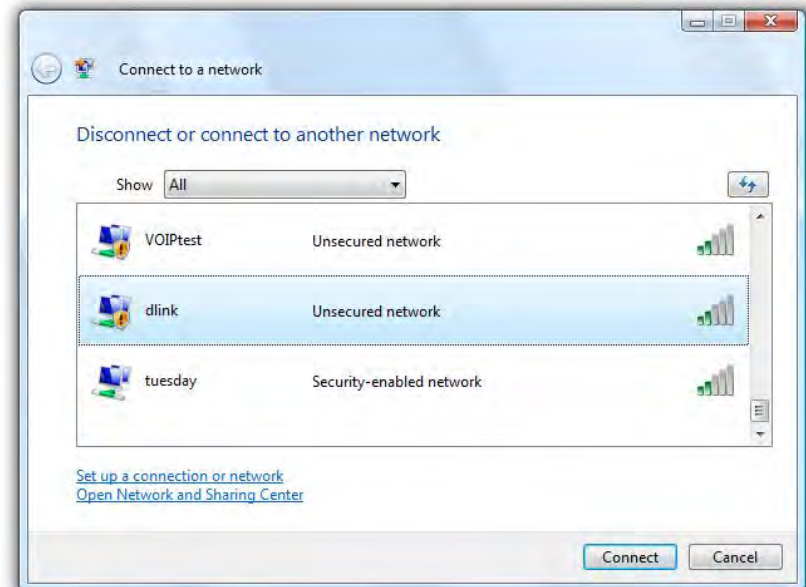 Connect to a network
Disconnect or connect to another network
Show All
VOIPtest Unsecured network
dlink Unsecured network
tuesday Security-enabled network
Set up a connection or network
Open Network and Sharing Center
Connect Cancel